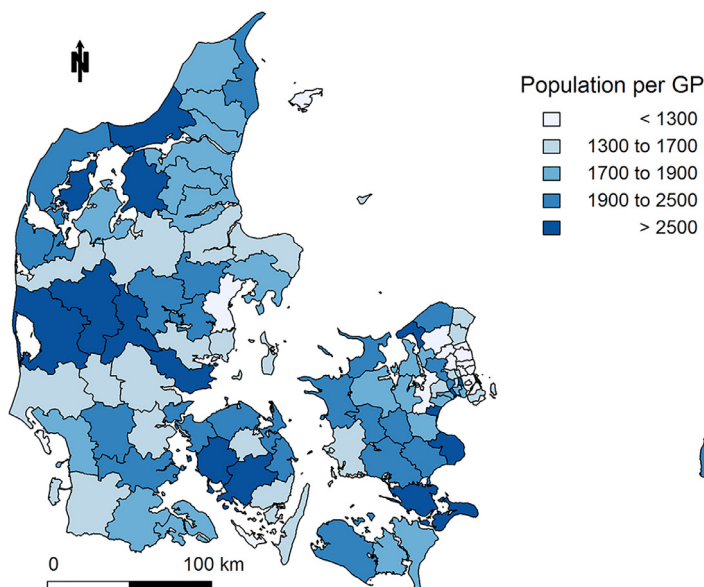 N
Population per GP
< 1300
1300 to 1700
1700 to 1900
1900 to 2500
> 2500
0 100 km